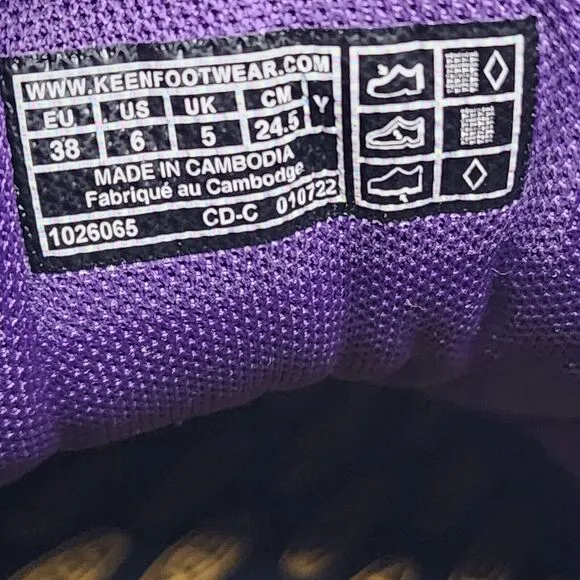 WWW.KEENFOOTWEAR.COM
EU US UK CM Y
38 6 5 24.5
MADE IN CAMBODIA
Fabriqué au Cambodge
1026065 CD-C 010722